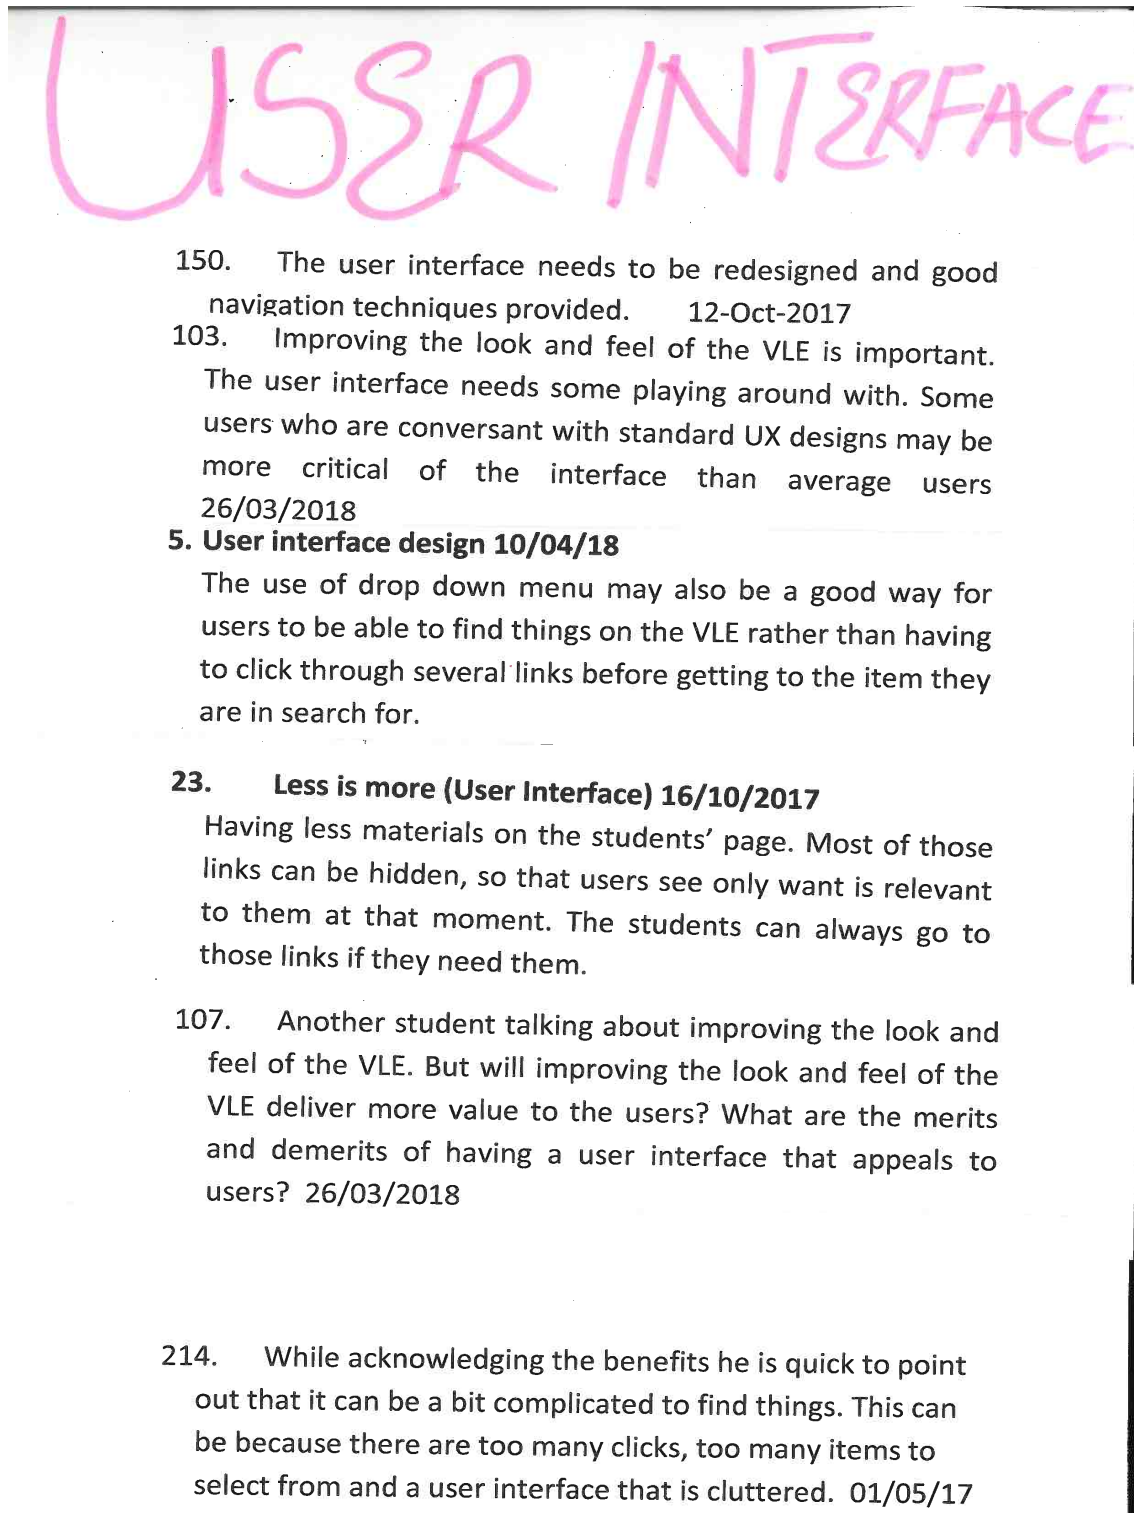 USER INTERFACE
150. The user interface needs to be redesigned and good
navigation techniques provided. 12-Oct-2017
103. Improving the look and feel of the VLE is important.
The user interface needs some playing around with. Some
users who are conversant with standard UX designs may be
more critical of the interface than average users
26/03/2018
5. User interface design 10/04/18
The use of drop down menu may also be a good way for
users to be able to find things on the VLE rather than having
to click through several links before getting to the item they
are in search for.
23. Less is more (User Interface) 16/10/2017
Having less materials on the students’ page. Most of those
links can be hidden, so that users see only want is relevant
to them at that moment. The students can always go to
those links if they need them.
107. Another student talking about improving the look and
feel of the VLE. But will improving the look and feel of the
VLE deliver more value to the users? What are the merits
and demerits of having a user interface that appeals to
users? 26/03/2018
214. While acknowledging the benefits he is quick to point
out that it can be a bit complicated to find things. This can
be because there are too many clicks, too many items to
select from and a user interface that is cluttered. 01/05/17